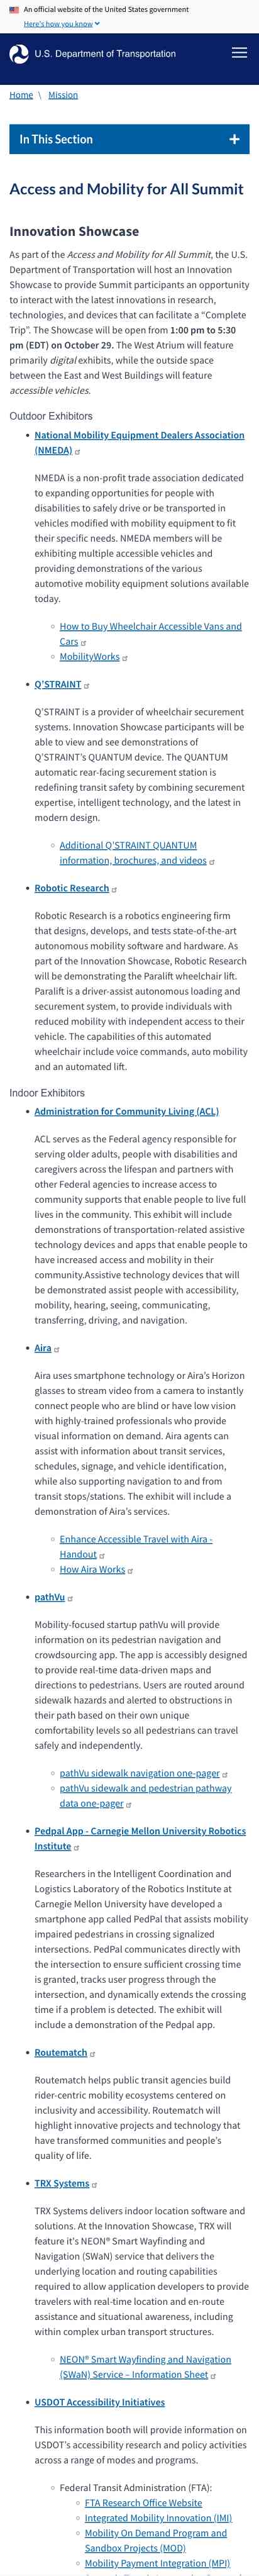 An official website of the United States government
Here's how you know
U.S. Department of Transportation
Home \ Mission
In This Section +
Access and Mobility for All Summit
Innovation Showcase
As part of the Access and Mobility for All Summit, the U.S.
Department of Transportation will host an Innovation
Showcase to provide Summit participants an opportunity
to interact with the latest innovations in research,
technologies, and devices that can facilitate a “Complete
Trip”. The Showcase will be open from 1:00 pm to 5:30
pm (EDT) on October 29. The West Atrium will feature
primarily digital exhibits, while the outside space
between the East and West Buildings will feature
accessible vehicles.
Outdoor Exhibitors
• National Mobility Equipment Dealers Association
(NMEDA)
NMEDA is a non-profit trade association dedicated
to expanding opportunities for people with
disabilities to safely drive or be transported in
vehicles modified with mobility equipment to fit
their specific needs. NMEDA members will be
exhibiting multiple accessible vehicles and
providing demonstrations of the various
automotive mobility equipment solutions available
today.
◦ How to Buy Wheelchair Accessible Vans and
Cars
◦ MobilityWorks
• Q'STRAINT
Q’STRAINT is a provider of wheelchair securement
systems. Innovation Showcase participants will be
able to view and see demonstrations of
Q’STRAINT’s QUANTUM device. The QUANTUM
automatic rear-facing securement station is
redefining transit safety by combining securement
expertise, intelligent technology, and the latest in
modern design.
◦ Additional Q’STRAINT QUANTUM
information, brochures, and videos
• Robotic Research
Robotic Research is a robotics engineering firm
that designs, develops, and tests state-of-the-art
autonomous mobility software and hardware. As
part of the Innovation Showcase, Robotic Research
will be demonstrating the Paralift wheelchair lift.
Paralift is a driver-assist autonomous loading and
securement system, to provide individuals with
reduced mobility with independent access to their
vehicle. The capabilities of this automated
wheelchair include voice commands, auto mobility
and an automated lift.
Indoor Exhibitors
• Administration for Community Living (ACL)
ACL serves as the Federal agency responsible for
serving older adults, people with disabilities and
caregivers across the lifespan and partners with
other Federal agencies to increase access to
community supports that enable people to live full
lives in the community. This exhibit will include
demonstrations of transportation-related assistive
technology devices and apps that enable people to
have increased access and mobility in their
community.Assistive technology devices that will
be demonstrated assist people with accessibility,
mobility, hearing, seeing, communicating,
transferring, driving, and navigation.
• Aira
Aira uses smartphone technology or Aira’s Horizon
glasses to stream video from a camera to instantly
connect people who are blind or have low vision
with highly-trained professionals who provide
visual information on demand. Aira agents can
assist with information about transit services,
schedules, signage, and vehicle identification,
while also supporting navigation to and from
transit stops/stations. The exhibit will include a
demonstration of Aira’s services.
◦ Enhance Accessible Travel with Aira -
Handout
◦ How Aira Works
• pathVu
Mobility-focused startup pathVu will provide
information on its pedestrian navigation and
crowdsourcing app. The app is accessibly designed
to provide real-time data-driven maps and
directions to pedestrians. Users are routed around
sidewalk hazards and alerted to obstructions in
their path based on their own unique
comfortability levels so all pedestrians can travel
safely and independently.
◦ pathVu sidewalk navigation one-pager
◦ pathVu sidewalk and pedestrian pathway
data one-pager
• Pedpal App - Carnegie Mellon University Robotics
Institute
Researchers in the Intelligent Coordination and
Logistics Laboratory of the Robotics Institute at
Carnegie Mellon University have developed a
smartphone app called PedPal that assists mobility
impaired pedestrians in crossing signalized
intersections. PedPal communicates directly with
the intersection to ensure sufficient crossing time
is granted, tracks user progress through the
intersection, and dynamically extends the crossing
time if a problem is detected. The exhibit will
include a demonstration of the Pedpal app.
• Routematch
Routematch helps public transit agencies build
rider-centric mobility ecosystems centered on
inclusivity and accessibility. Routematch will
highlight innovative projects and technology that
have transformed communities and people’s
quality of life.
• TRX Systems
TRX Systems delivers indoor location software and
solutions. At the Innovation Showcase, TRX will
feature it's NEON® Smart Wayfinding and
Navigation (SWaN) service that delivers the
underlying location and routing capabilities
required to allow application developers to provide
travelers with real-time location and en-route
assistance and situational awareness, including
within complex urban transport structures.
◦ NEON® Smart Wayfinding and Navigation
(SWaN) Service – Information Sheet
• USDOT Accessibility Initiatives
This information booth will provide information on
USDOT’s accessibility research and policy activities
across a range of modes and programs.
◦ Federal Transit Administration (FTA):
◦ FTA Research Office Website
◦ Integrated Mobility Innovation (IMI)
◦ Mobility On Demand Program and
Sandbox Projects (MOD)
◦ Mobility Payment Integration (MPI)